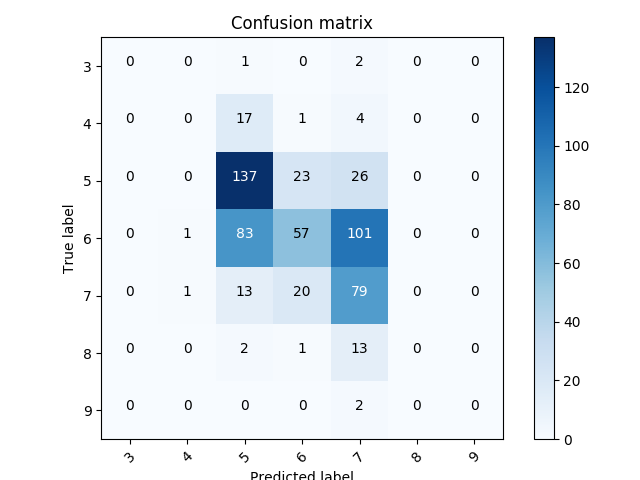 Confusion matrix
3 0 0 1 0 2 0 0
4 0 0 17 1 4 0 0
5 0 0 137 23 26 0 0
6 0 1 83 57 101 0 0
7 0 1 13 20 79 0 0
8 0 0 2 1 13 0 0
9 0 0 0 0 2 0 0
3 4 5 6 7 8 9
True label
Predicted label
120
100
80
60
40
20
0